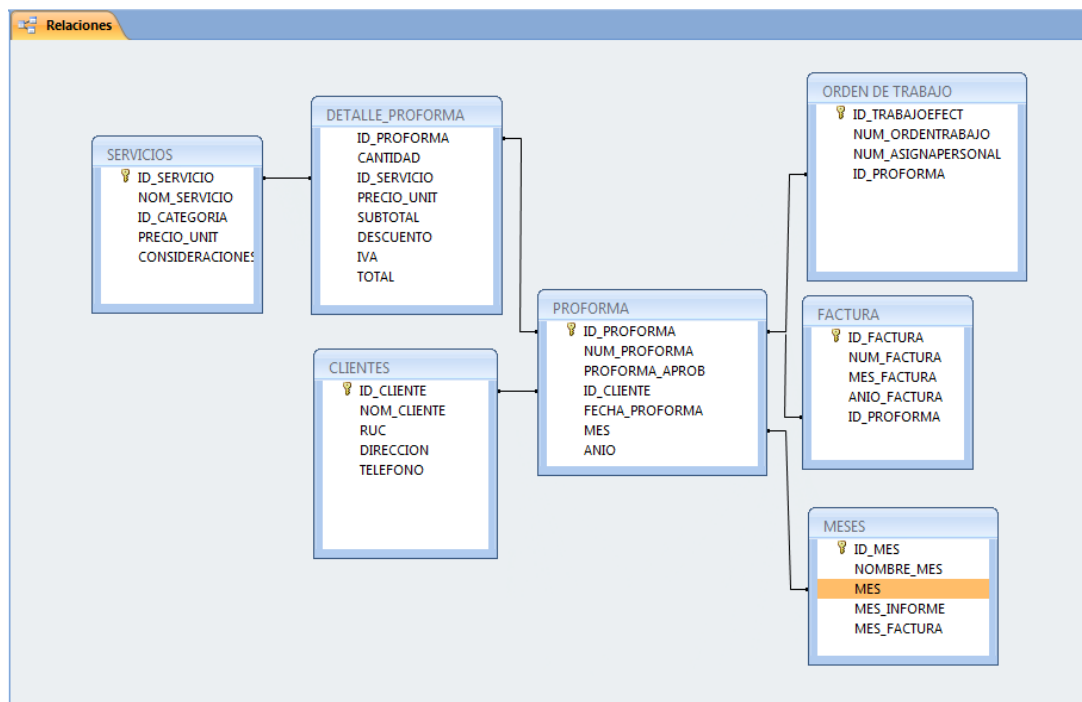 Relaciones
SERVICIOS
ID_SERVICIO
NOM_SERVICIO
ID_CATEGORIA
PRECIO_UNIT
CONSIDERACIONES
DETALLE_PROFORMA
ID_PROFORMA
CANTIDAD
ID_SERVICIO
PRECIO_UNIT
SUBTOTAL
DESCUENTO
IVA
TOTAL
CLIENTES
ID_CLIENTE
NOM_CLIENTE
RUC
DIRECCION
TELEFONO
PROFORMA
ID_PROFORMA
NUM_PROFORMA
PROFORMA_APROB
ID_CLIENTE
FECHA_PROFORMA
MES
ANIO
ORDEN DE TRABAJO
ID_TRABAJOEFECT
NUM_ORDENTRABAJO
NUM_ASIGNAPERSONAL
ID_PROFORMA
FACTURA
ID_FACTURA
NUM_FACTURA
MES_FACTURA
ANIO_FACTURA
ID_PROFORMA
MESES
ID_MES
NOMBRE_MES
MES
MES_INFORME
MES_FACTURA